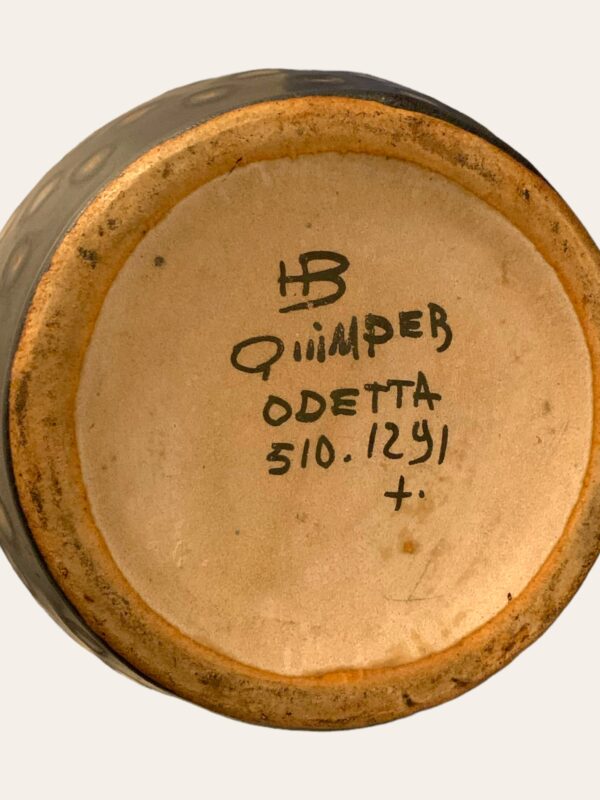 HB
QUIMPER
ODETTA
510.1291
+.